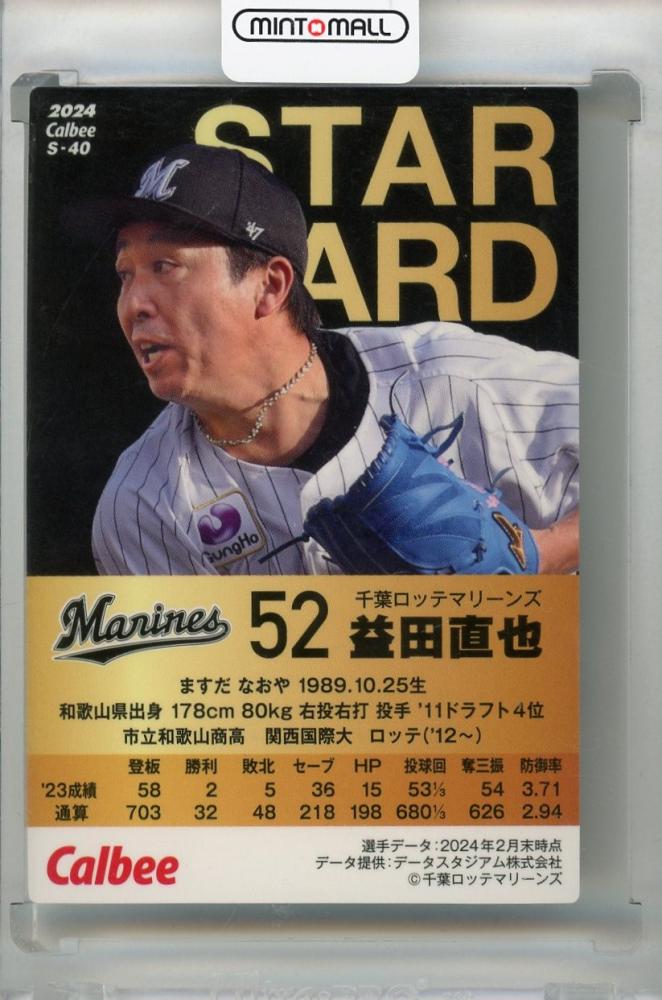 MINT MALL
2024
Calbee
S-40
STAR
CARD
M
47
GungHo
Marines
52
千葉ロッテマリーンズ
益田直也
ますだ なおや 1989.10.25生
和歌山県出身 178cm 80kg 右投右打 投手 '11ドラフト4位
市立和歌山商高 関西国際大 ロッテ('12〜)
登板 勝利 敗北 セーブ HP 投球回 奪三振 防御率
'23成績 58 2 5 36 15 53⅓ 54 3.71
通算 703 32 48 218 198 680⅓ 626 2.94
Calbee
選手データ:2024年2月末時点
データ提供:データスタジアム株式会社
©千葉ロッテマリーンズ